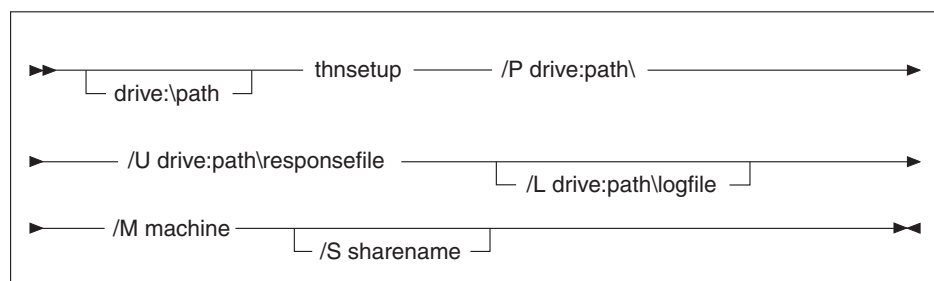 thnsetup /P drive:path\
drive:\path
/U drive:path\responsefile
/L drive:path\logfile
/M machine
/S sharename